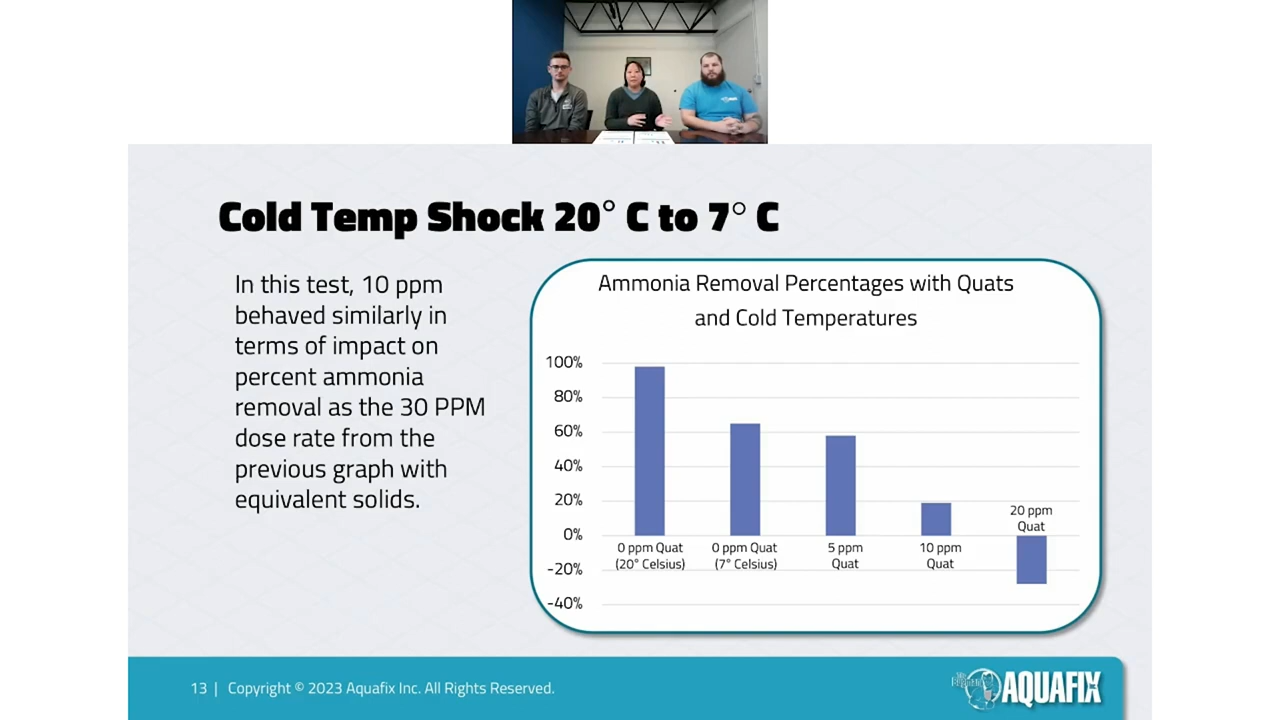 Cold Temp Shock 20° C to 7° C
In this test, 10 ppm
behaved similarly in
terms of impact on
percent ammonia
removal as the 30 PPM
dose rate from the
previous graph with
equivalent solids.
Ammonia Removal Percentages with Quats
and Cold Temperatures
100%
80%
60%
40%
20%
0%
-20%
-40%
0 ppm Quat
(20° Celsius)
0 ppm Quat
(7° Celsius)
5 ppm
Quat
10 ppm
Quat
20 ppm
Quat
13 | Copyright © 2023 Aquafix Inc. All Rights Reserved.
AQUAFIX